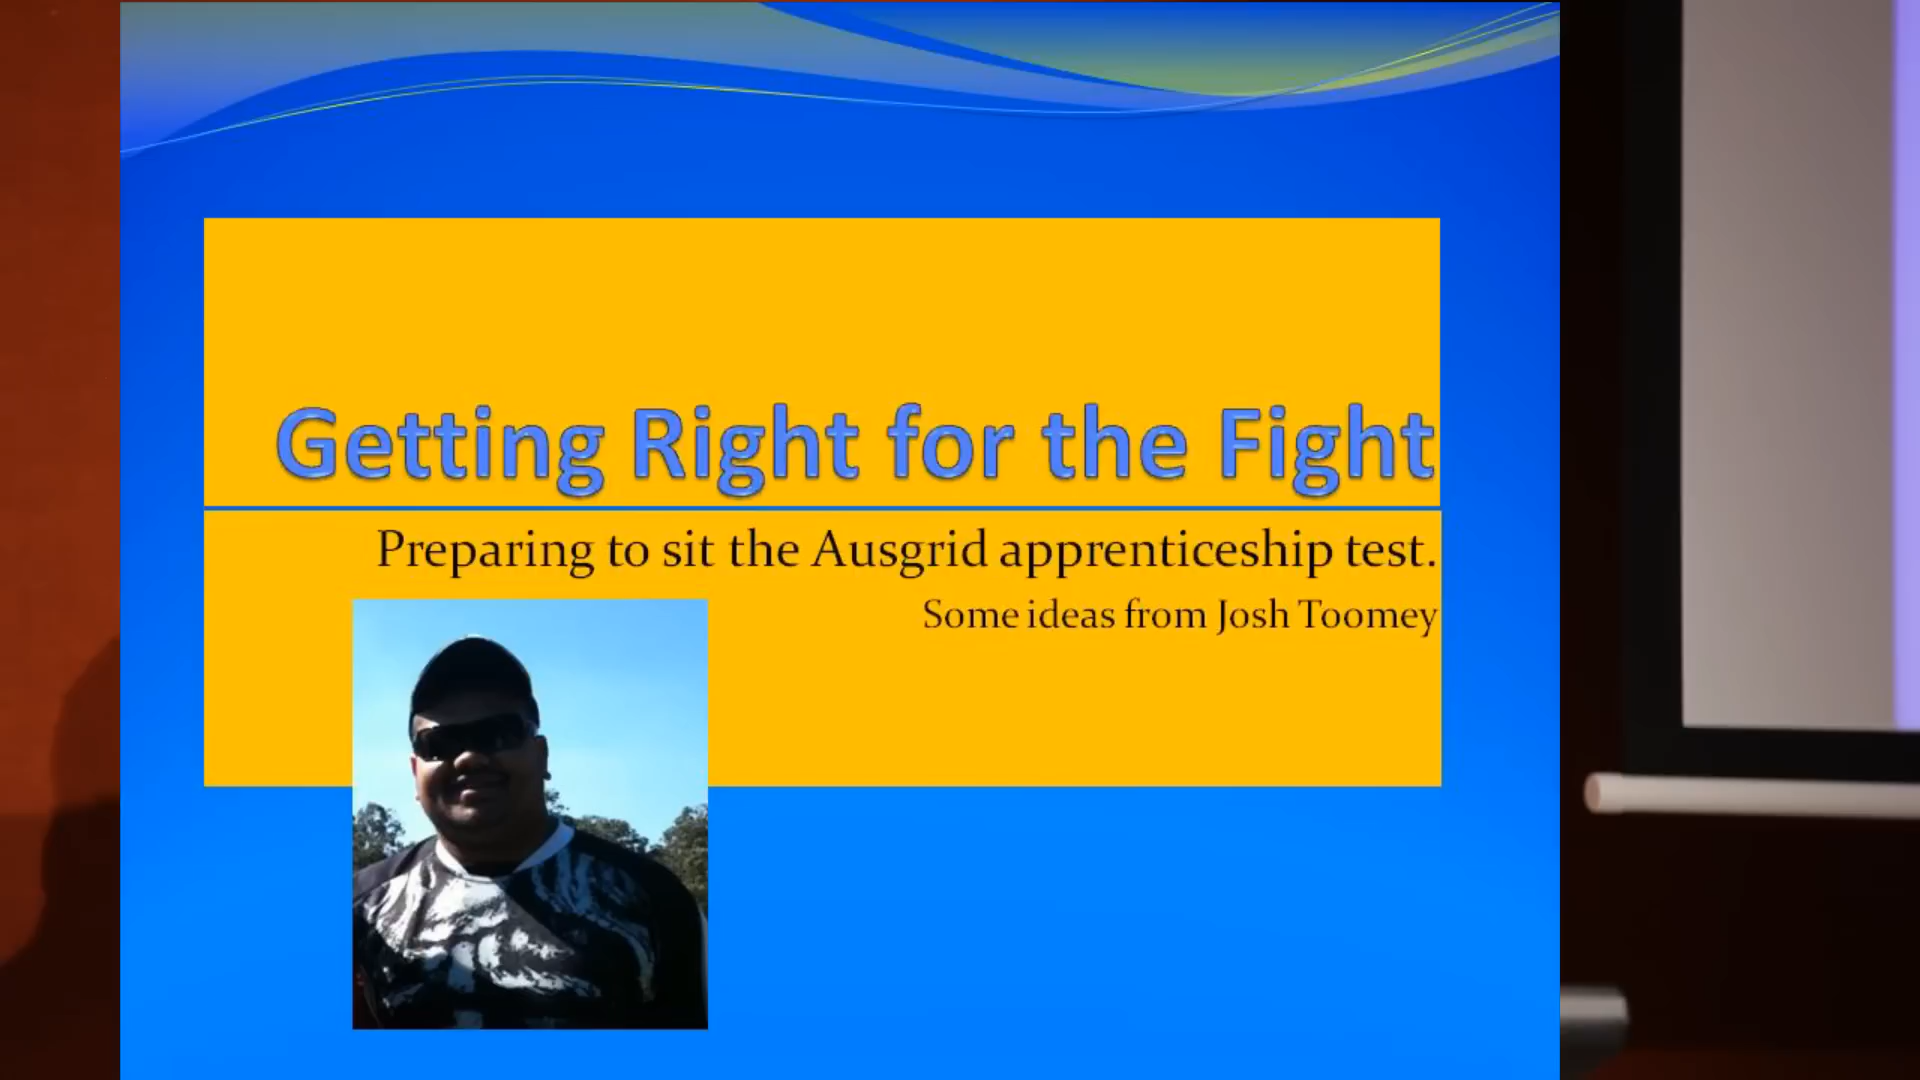 Getting Right for the Fight
Preparing to sit the Ausgrid apprenticeship test.
Some ideas from Josh Toomey